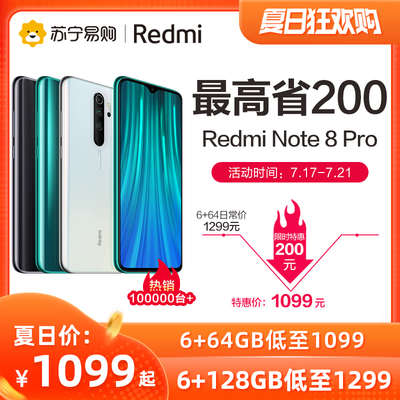 苏宁易购 Redmi
夏日狂欢购
最高省200
Redmi Note 8 Pro
活动时间：7.17-7.21
6+64日常价
1299元
限时特惠
200
元
特惠价：1099元
Redmi
热销
100000台+
夏日价：
¥1099起
6+64GB低至1099
6+128GB低至1299